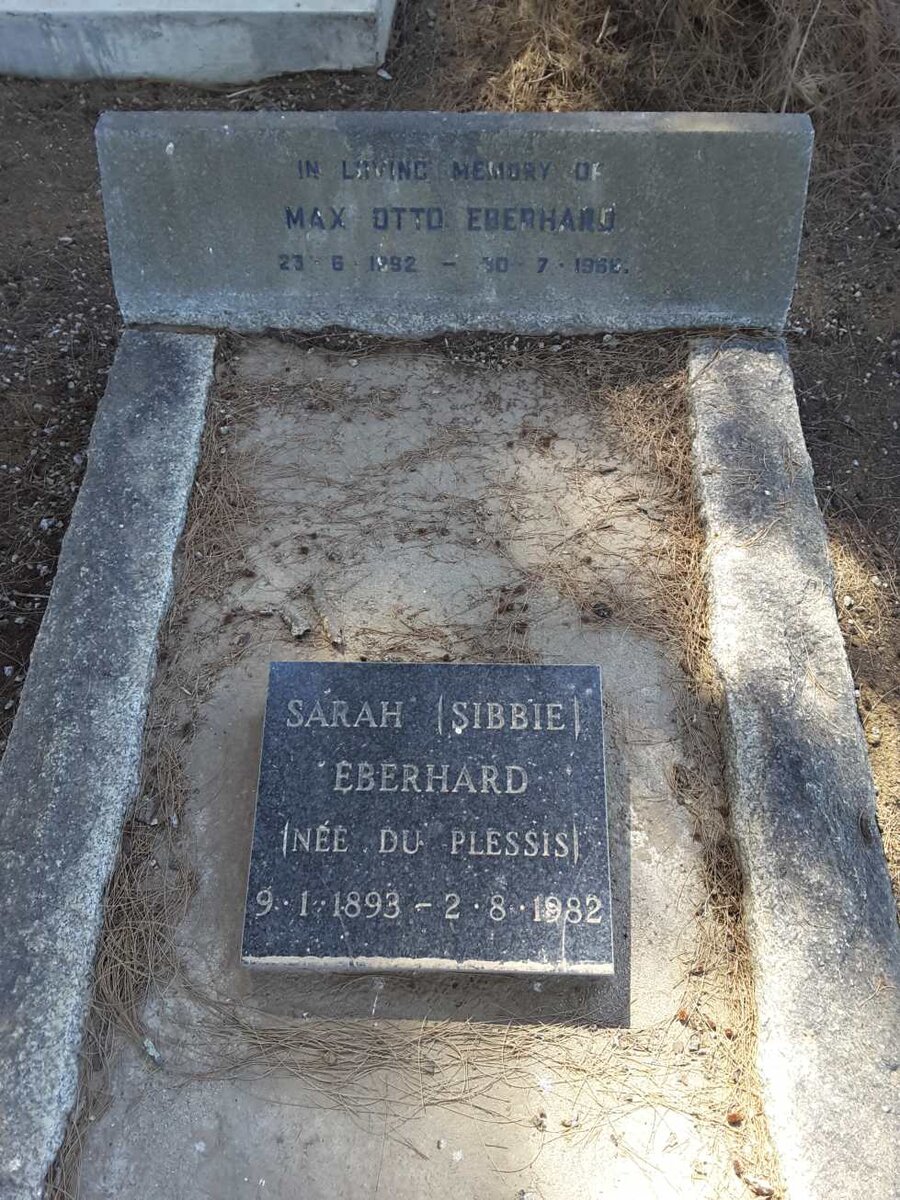 IN LOVING MEMORY OF
MAX OTTO EBERHARD
23 · 6 · 1892 – 30 · 7 ·
SARAH (SIBBIE)
EBERHARD
(NÉE DU PLESSIS)
9 · 1 · 1893 – 2 · 8 · 1982